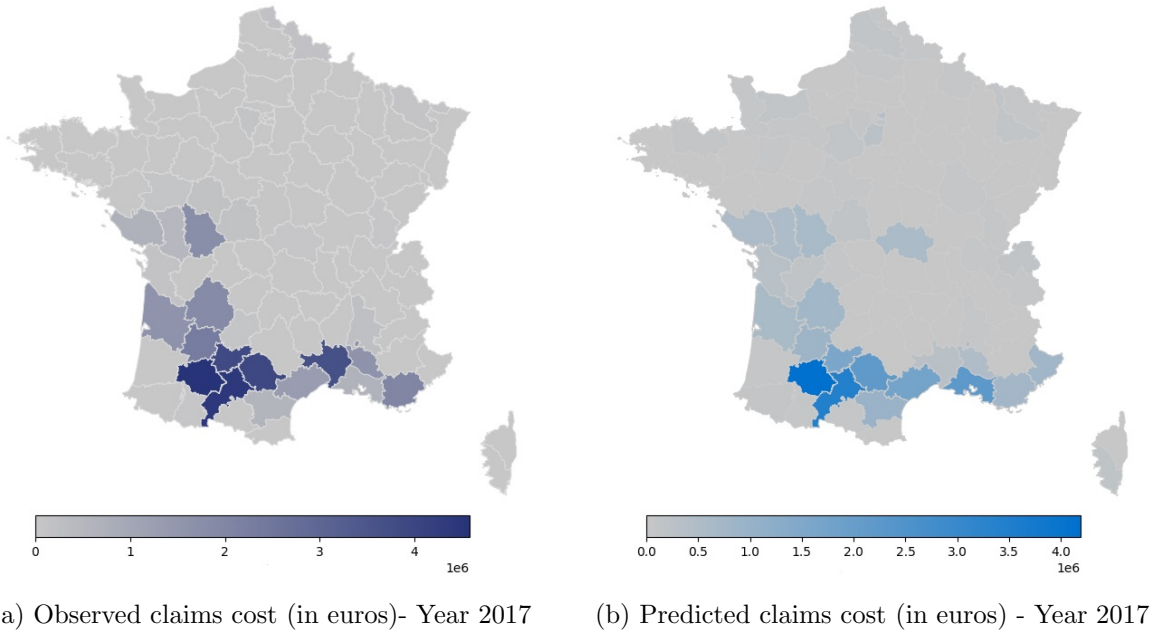 0 1 2 3 4
1e6
0.0 0.5 1.0 1.5 2.0 2.5 3.0 3.5 4.0
1e6
a) Observed claims cost (in euros)- Year 2017
(b) Predicted claims cost (in euros) - Year 2017